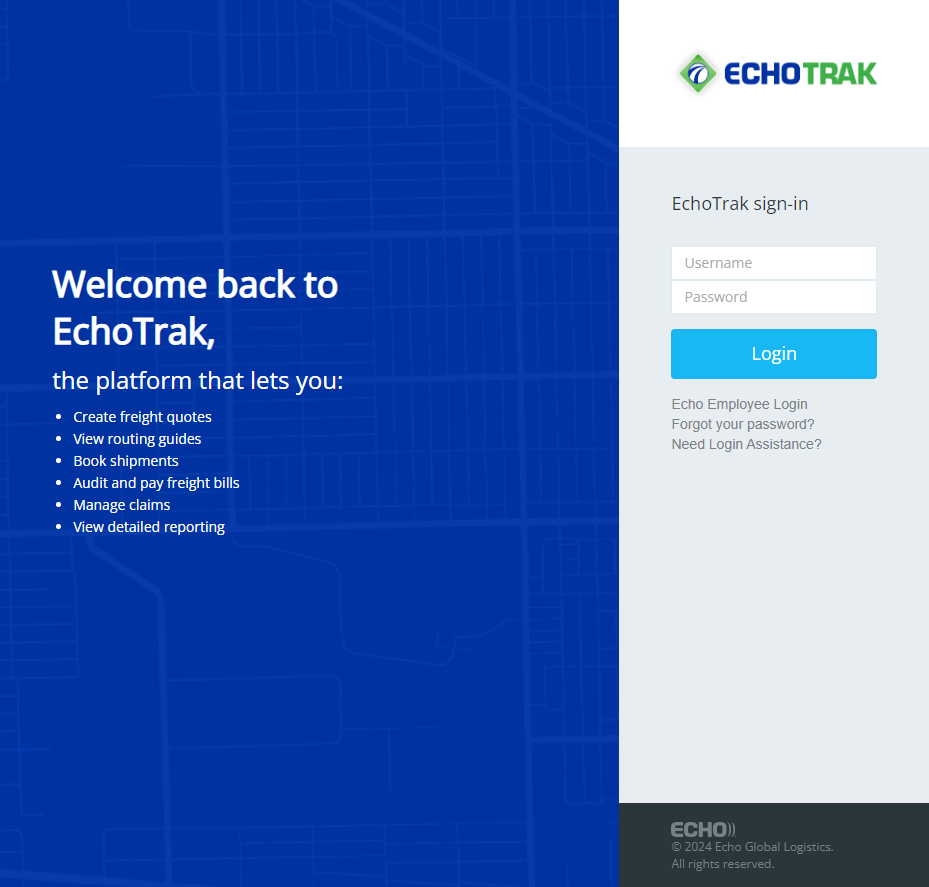 Welcome back to
EchoTrak,
the platform that lets you:
Create freight quotes
View routing guides
Book shipments
Audit and pay freight bills
Manage claims
View detailed reporting
ECHOTRAK
EchoTrak sign-in
Username
Password
Login
Echo Employee Login
Forgot your password?
Need Login Assistance?
ECHO
© 2024 Echo Global Logistics.
All rights reserved.